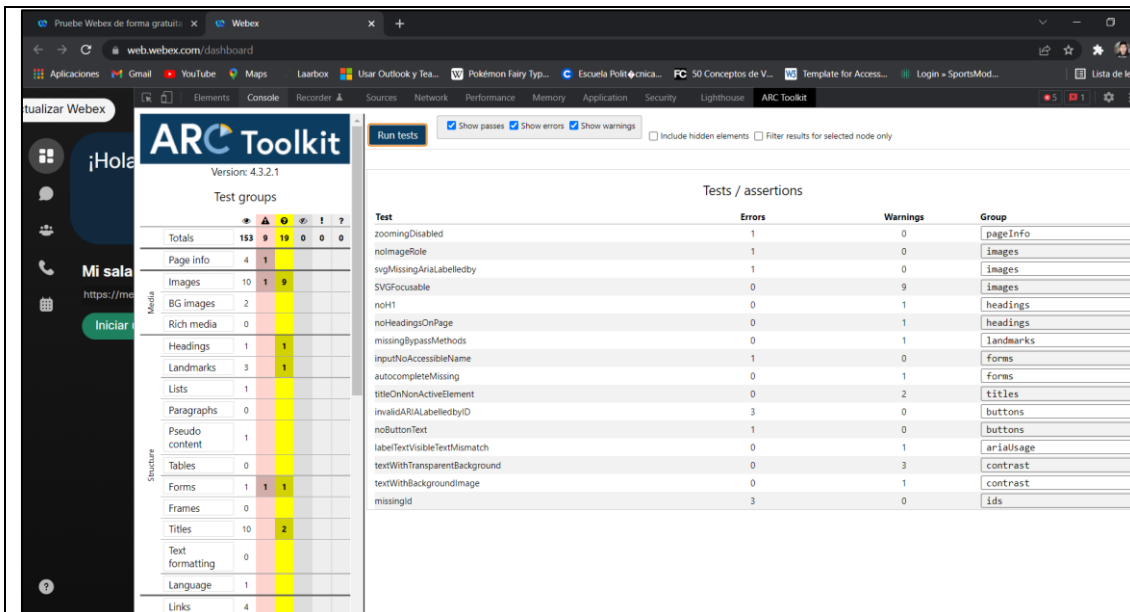 Pruebe Webex de forma gratuita
Webex
web.webex.com/dashboard
Aplicaciones Gmail YouTube Maps Laarbox Usar Outlook y Tea... Pokémon Fairy Typ... Escuela Polit�cnica... 50 Conceptos de V... Template for Access... Login » SportsMod... Lista de le
Elements Console Recorder Sources Network Performance Memory Application Security Lighthouse ARC Toolkit 5 1
tualizar Webex
¡Hola
Mi sala
https://me
Iniciar
ARC Toolkit
Version: 4.3.2.1
Test groups
! ?
Totals 153 9 19 0 0 0
Page info 4 1
Media
Images 10 1 9
BG images 2
Rich media 0
Structure
Headings 1 1
Landmarks 3 1
Lists 1
Paragraphs 0
Pseudo content 1
Tables 0
Forms 1 1 1
Frames 0
Titles 10 2
Text formatting 0
Language 1
Links 4
Run tests Show passes Show errors Show warnings Include hidden elements Filter results for selected node only
Tests / assertions
Test Errors Warnings Group
zoomingDisabled 1 0 pageInfo
noImageRole 1 0 images
svgMissingAriaLabelledby 1 0 images
SVGFocusable 0 9 images
noH1 0 1 headings
noHeadingsOnPage 0 1 headings
missingBypassMethods 0 1 landmarks
inputNoAccessibleName 1 0 forms
autocompleteMissing 0 1 forms
titleOnNonActiveElement 0 2 titles
invalidARIALabelledbyID 3 0 buttons
noButtonText 1 0 buttons
labelTextVisibleTextMismatch 0 1 ariaUsage
textWithTransparentBackground 0 3 contrast
textWithBackgroundImage 0 1 contrast
missingId 3 0 ids